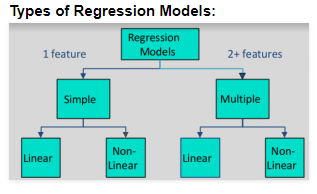 Types of Regression Models:
Regression
Models
1 feature
2+ features
Simple
Multiple
Linear
Non-
Linear
Linear
Non-
Linear